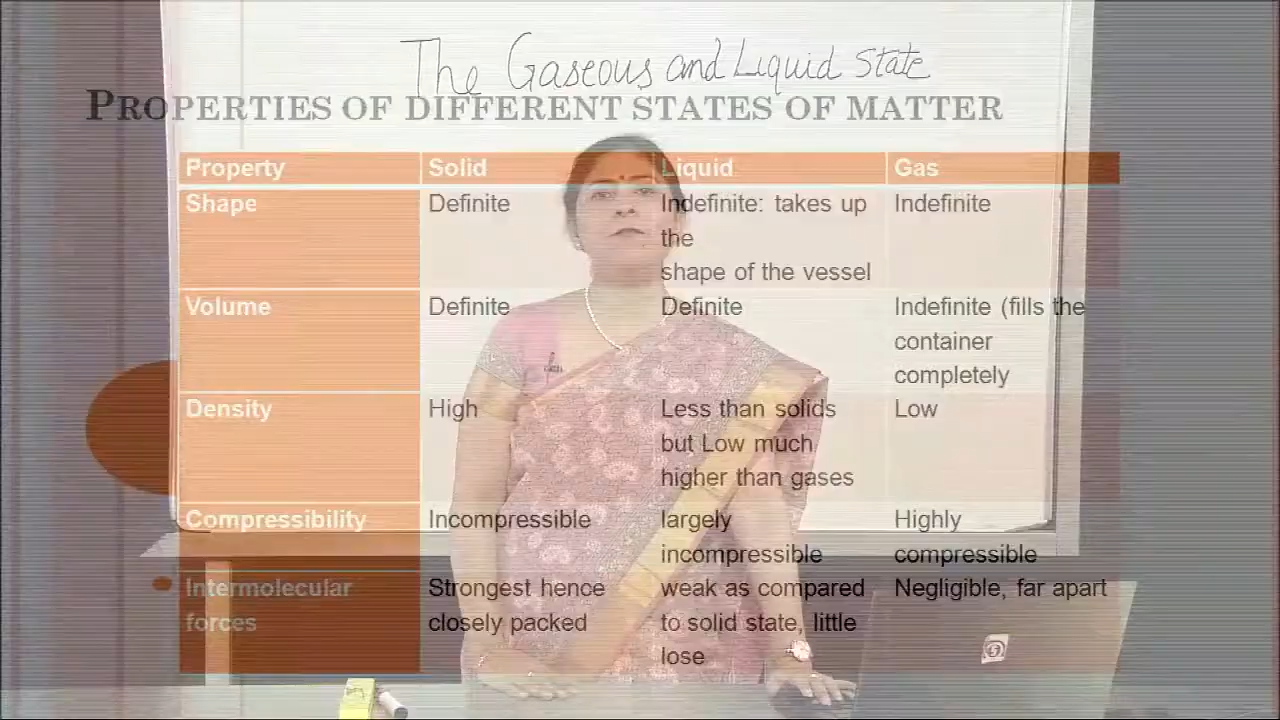 The Gaseous and Liquid State
PROPERTIES OF DIFFERENT STATES OF MATTER
Property Solid Liquid Gas
Shape Definite Indefinite: takes up Indefinite
the
shape of the vessel
Volume Definite Definite Indefinite (fills the
container
completely
Density High Less than solids Low
but Low much
higher than gases
Compressibility Incompressible largely Highly
incompressible compressible
Intermolecular Strongest hence weak as compared Negligible, far apart
forces closely packed to solid state, little
lose